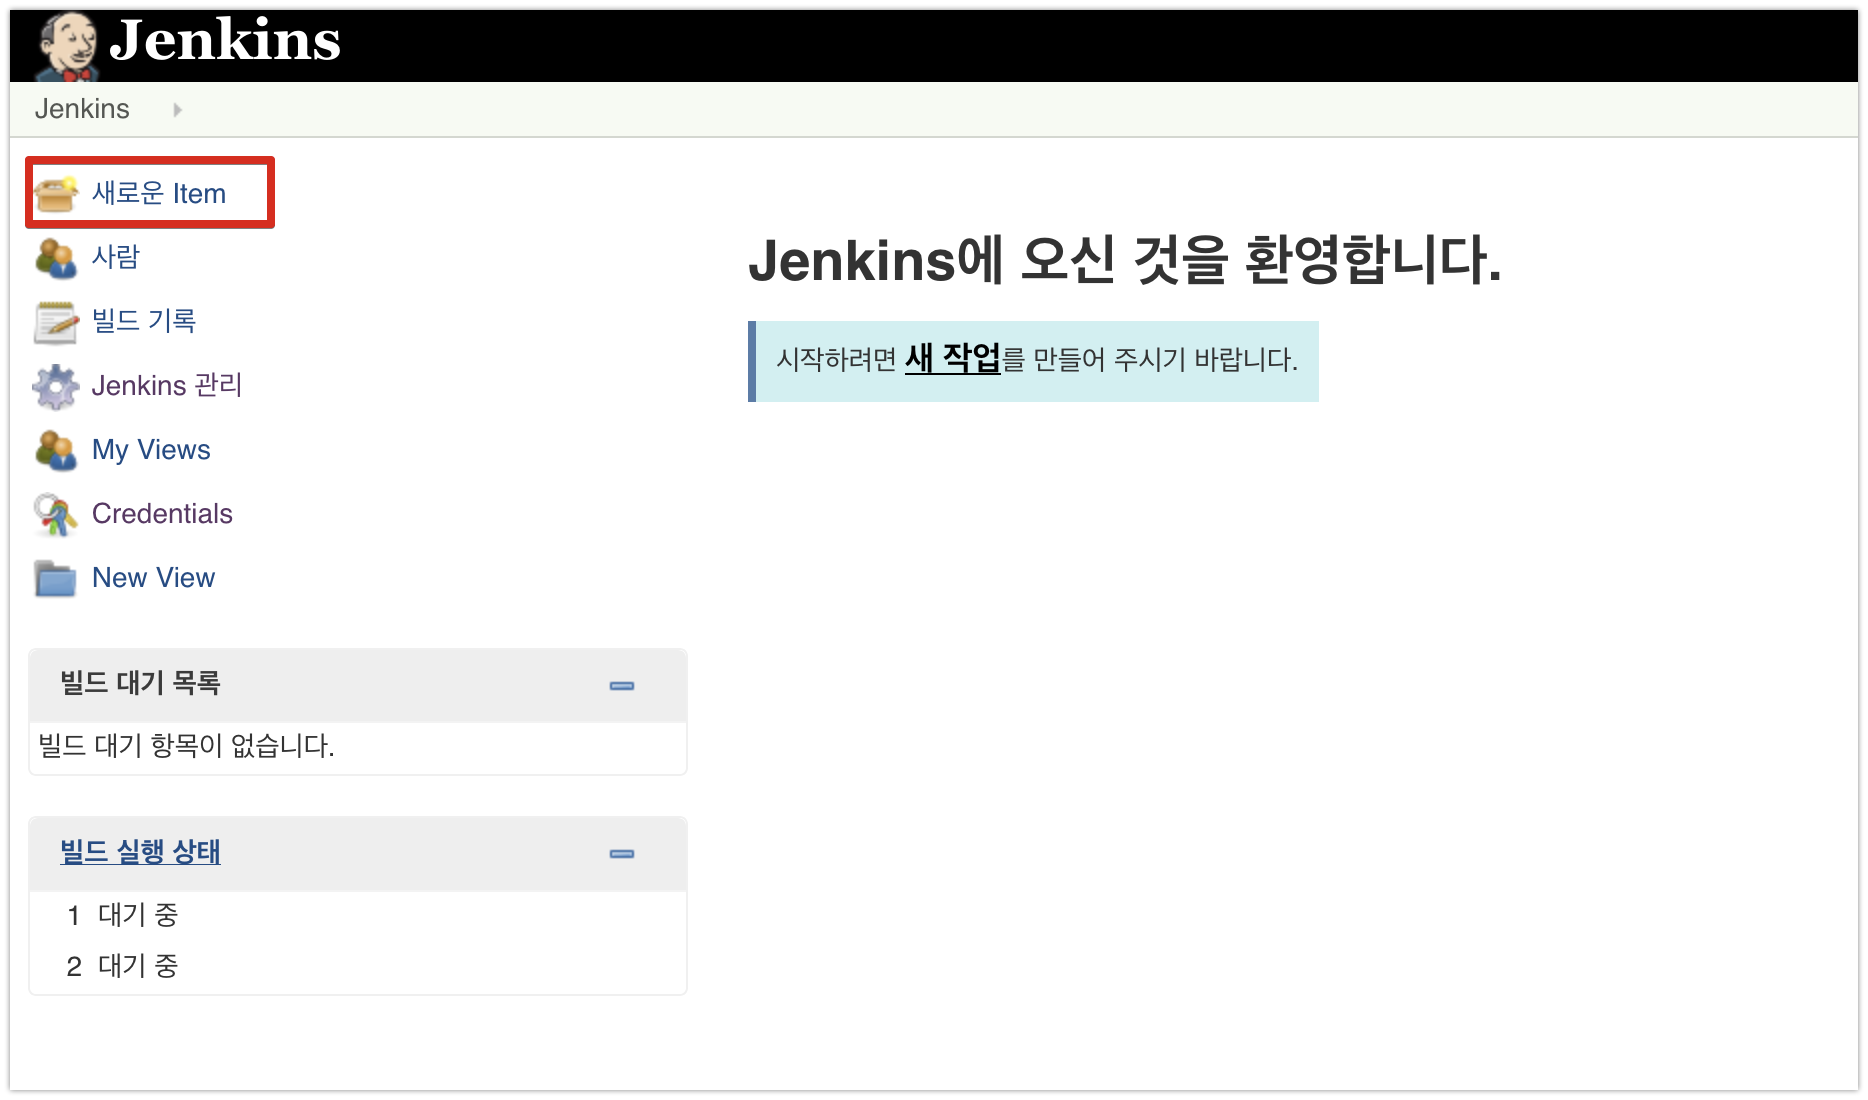 Jenkins
Jenkins
새로운 Item
사람
빌드 기록
Jenkins 관리
My Views
Credentials
New View
빌드 대기 목록
빌드 대기 항목이 없습니다.
빌드 실행 상태
1 대기 중
2 대기 중
Jenkins에 오신 것을 환영합니다.
시작하려면 새 작업를 만들어 주시기 바랍니다.